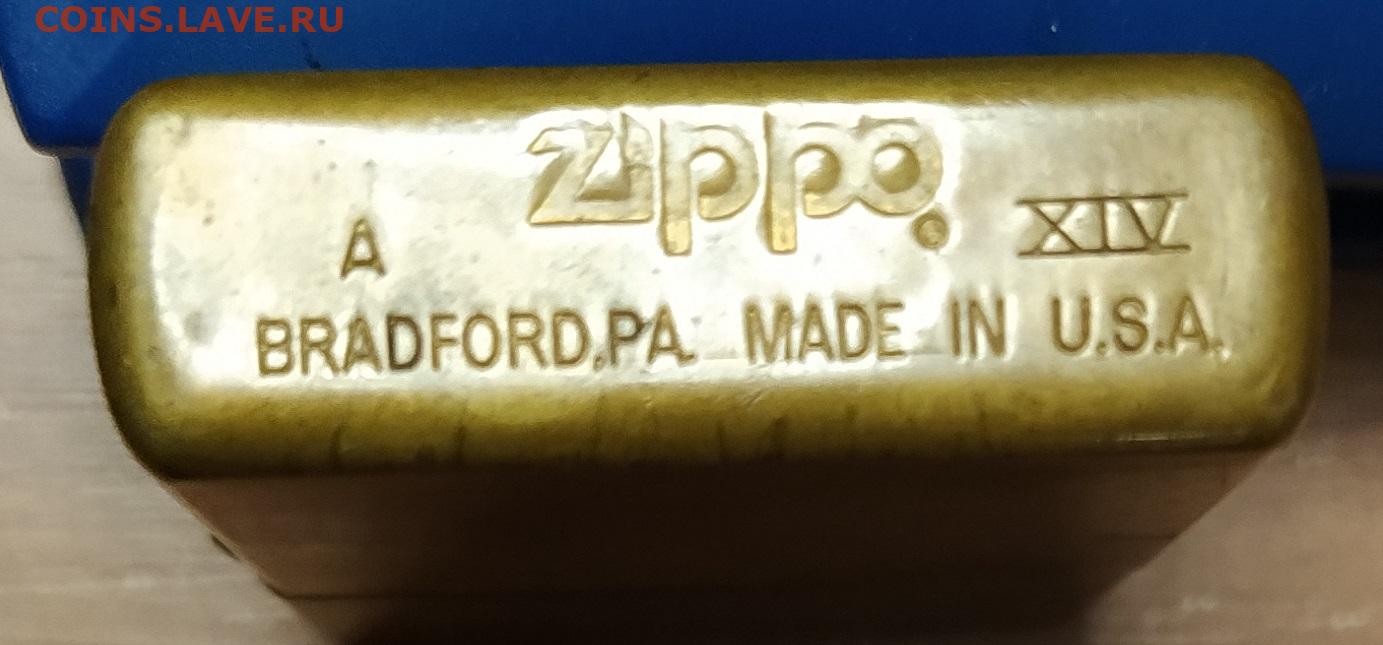 COINS.LAVE.RU
zippo®
A XIV
BRADFORD,PA. MADE IN U.S.A.